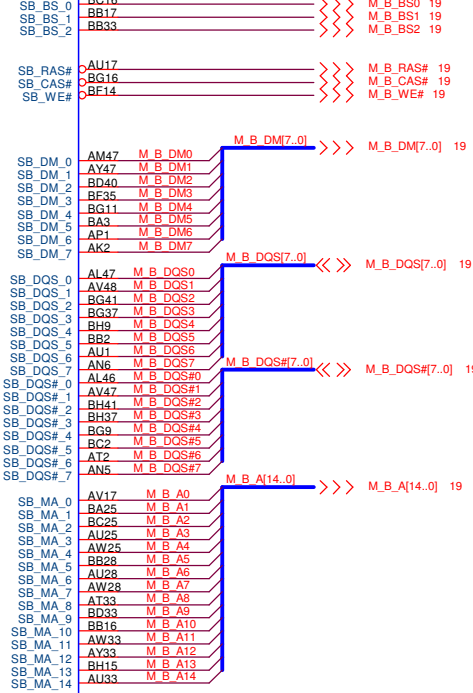 SB_BS_0 BC16 M_B_BS0 19
SB_BS_1 BB17 M_B_BS1 19
SB_BS_2 BB33 M_B_BS2 19
SB_RAS# AU17 M_B_RAS# 19
SB_CAS# BG16 M_B_CAS# 19
SB_WE# BF14 M_B_WE# 19
M_B_DM[7..0] M_B_DM[7..0] 19
SB_DM_0 AM47 M_B_DM0
SB_DM_1 AY47 M_B_DM1
SB_DM_2 BD40 M_B_DM2
SB_DM_3 BF35 M_B_DM3
SB_DM_4 BG11 M_B_DM4
SB_DM_5 BA3 M_B_DM5
SB_DM_6 AP1 M_B_DM6
SB_DM_7 AK2 M_B_DM7
M_B_DQS[7..0] M_B_DQS[7..0] 19
SB_DQS_0 AL47 M_B_DQS0
SB_DQS_1 AV48 M_B_DQS1
SB_DQS_2 BG41 M_B_DQS2
SB_DQS_3 BG37 M_B_DQS3
SB_DQS_4 BH9 M_B_DQS4
SB_DQS_5 BB2 M_B_DQS5
SB_DQS_6 AU1 M_B_DQS6
SB_DQS_7 AN6 M_B_DQS7
M_B_DQS#[7..0] M_B_DQS#[7..0]
SB_DQS#_0 AL46 M_B_DQS#0
SB_DQS#_1 AV47 M_B_DQS#1
SB_DQS#_2 BH41 M_B_DQS#2
SB_DQS#_3 BH37 M_B_DQS#3
SB_DQS#_4 BG9 M_B_DQS#4
SB_DQS#_5 BC2 M_B_DQS#5
SB_DQS#_6 AT2 M_B_DQS#6
SB_DQS#_7 AN5 M_B_DQS#7
M_B_A[14..0] M_B_A[14..0] 19
SB_MA_0 AV17 M_B_A0
SB_MA_1 BA25 M_B_A1
SB_MA_2 BC25 M_B_A2
SB_MA_3 AU25 M_B_A3
SB_MA_4 AW25 M_B_A4
SB_MA_5 BB28 M_B_A5
SB_MA_6 AU28 M_B_A6
SB_MA_7 AW28 M_B_A7
SB_MA_8 AT33 M_B_A8
SB_MA_9 BD33 M_B_A9
SB_MA_10 BB16 M_B_A10
SB_MA_11 AW33 M_B_A11
SB_MA_12 AY33 M_B_A12
SB_MA_13 BH15 M_B_A13
SB_MA_14 AU33 M_B_A14